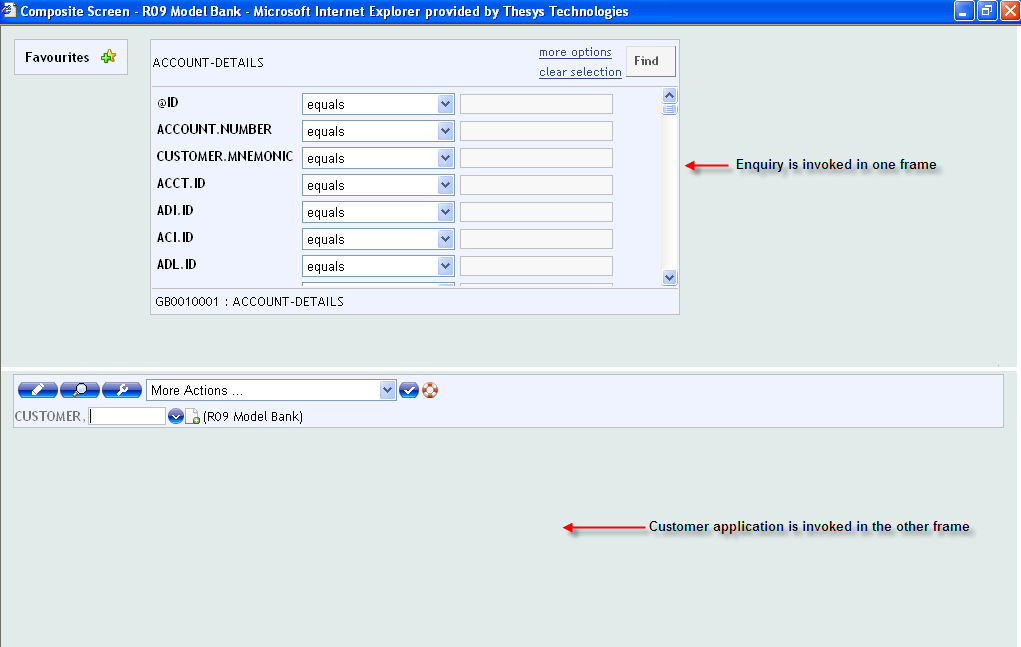 Composite Screen - R09 Model Bank - Microsoft Internet Explorer provided by Thesys Technologies
Favourites
ACCOUNT-DETAILS
more options
clear selection
Find
@ID equals
ACCOUNT.NUMBER equals
CUSTOMER.MNEMONIC equals
ACCT.ID equals
ADI.ID equals
ACI.ID equals
ADL.ID equals
GB0010001 : ACCOUNT-DETAILS
Enquiry is invoked in one frame
More Actions ...
CUSTOMER, (R09 Model Bank)
Customer application is invoked in the other frame